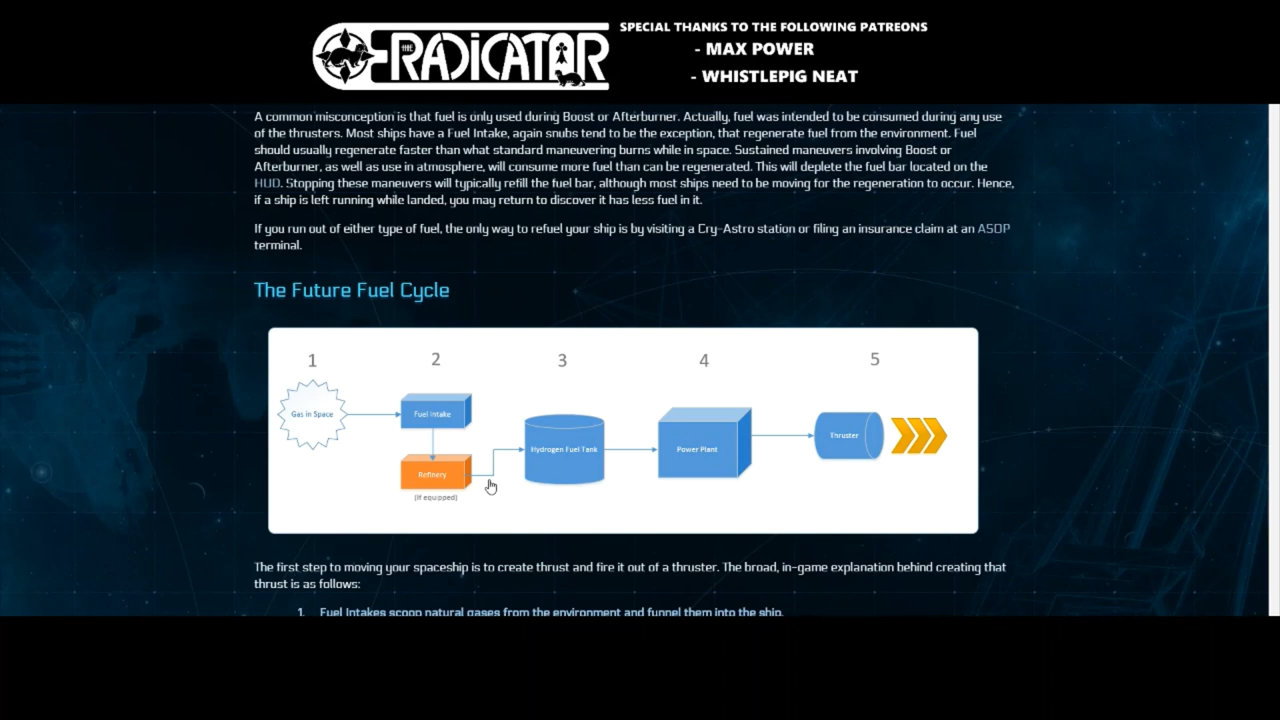 THE ERADICATOR
SPECIAL THANKS TO THE FOLLOWING PATREONS
- MAX POWER
- WHISTLEPIG NEAT
A common misconception is that fuel is only used during Boost or Afterburner. Actually, fuel was intended to be consumed during any use
of the thrusters. Most ships have a Fuel Intake, again snubs tend to be the exception, that regenerate fuel from the environment. Fuel
should usually regenerate faster than what standard maneuvering burns while in space. Sustained maneuvers involving Boost or
Afterburner, as well as use in atmosphere, will consume more fuel than can be regenerated. This will deplete the fuel bar located on the
HUD. Stopping these maneuvers will typically refill the fuel bar, although most ships need to be moving for the regeneration to occur. Hence,
if a ship is left running while landed, you may return to discover it has less fuel in it.
If you run out of either type of fuel, the only way to refuel your ship is by visiting a Cry-Astro station or filing an insurance claim at an ASOP
terminal.
The Future Fuel Cycle
1 2 3 4 5
Gas in Space
Fuel Intake
Refinery
(If equipped)
Hydrogen Fuel Tank
Power Plant
Thruster
The first step to moving your spaceship is to create thrust and fire it out of a thruster. The broad, in-game explanation behind creating that
thrust is as follows:
1. Fuel Intakes scoop natural gases from the environment and funnel them into the ship.